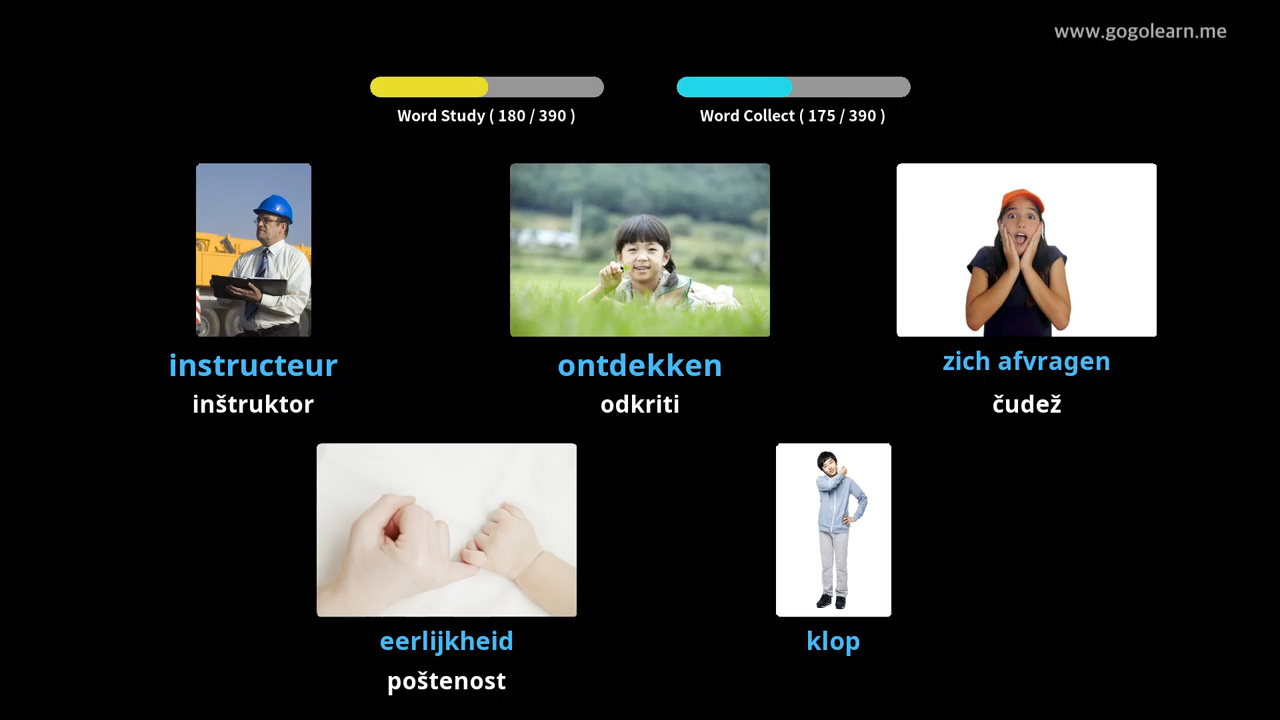 www.gogolearn.me
Word Study ( 180 / 390 )
Word Collect ( 175 / 390 )
instructeur
inštruktor
ontdekken
odkriti
zich afvragen
čudež
eerlijkheid
poštenost
klop